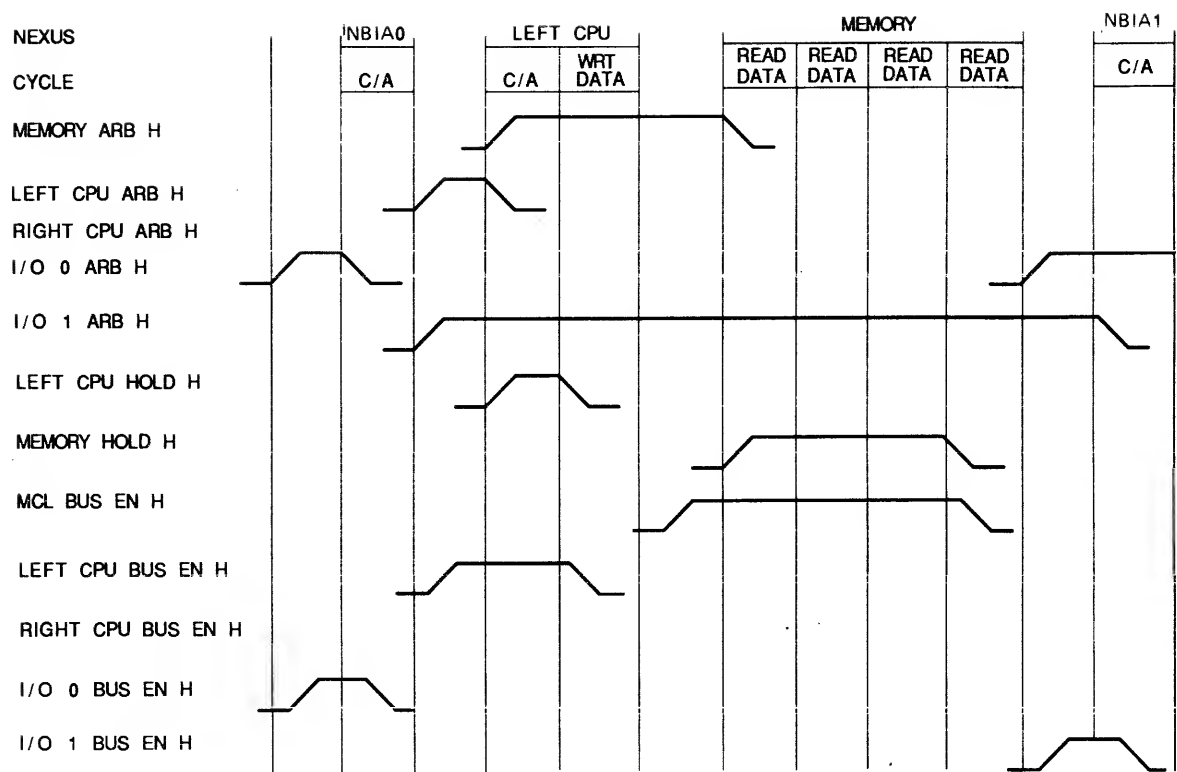 NEXUS NBIA0 LEFT CPU MEMORY NBIA1
CYCLE C/A C/A WRT DATA READ DATA READ DATA READ DATA READ DATA C/A
MEMORY ARB H
LEFT CPU ARB H
RIGHT CPU ARB H
I/O 0 ARB H
I/O 1 ARB H
LEFT CPU HOLD H
MEMORY HOLD H
MCL BUS EN H
LEFT CPU BUS EN H
RIGHT CPU BUS EN H
I/O 0 BUS EN H
I/O 1 BUS EN H